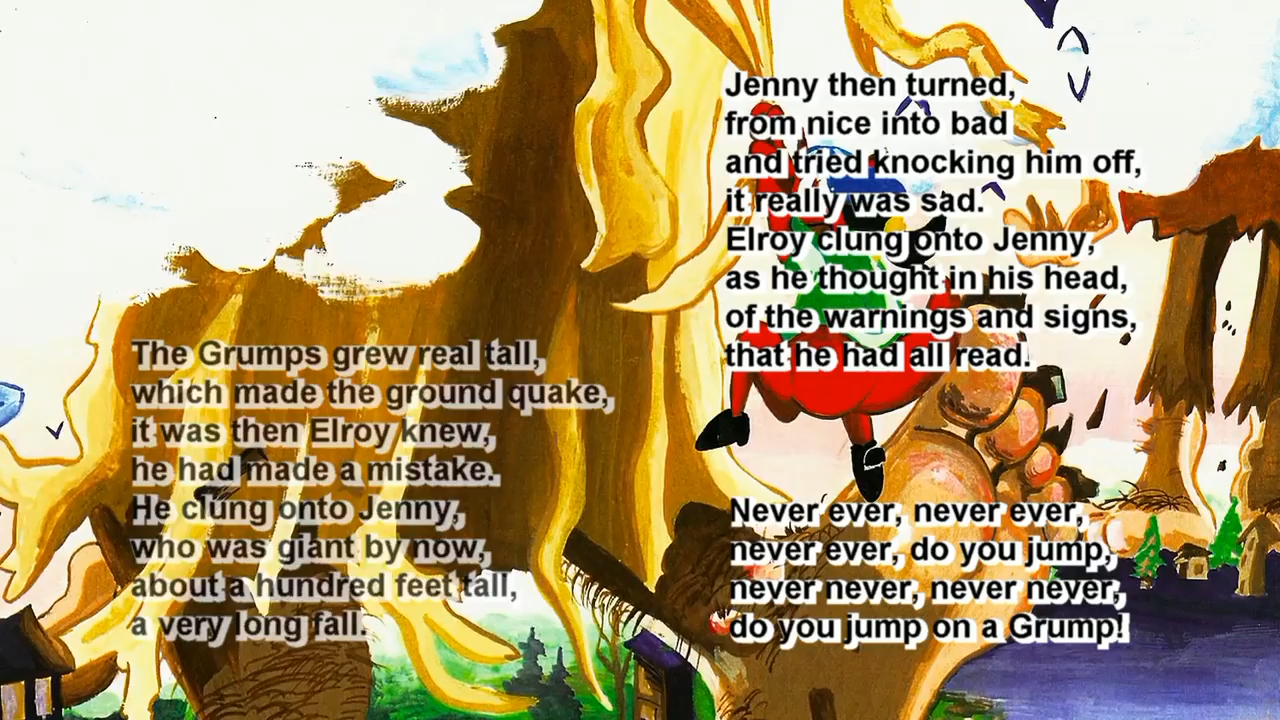 The Grumps grew real tall,
which made the ground quake,
it was then Elroy knew,
he had made a mistake.
He clung onto Jenny,
who was giant by now,
about a hundred feet tall,
a very long fall.
Jenny then turned,
from nice into bad
and tried knocking him off,
it really was sad.
Elroy clung onto Jenny,
as he thought in his head,
of the warnings and signs,
that he had all read.
Never ever, never ever,
never ever, do you jump,
never never, never never,
do you jump on a Grump!